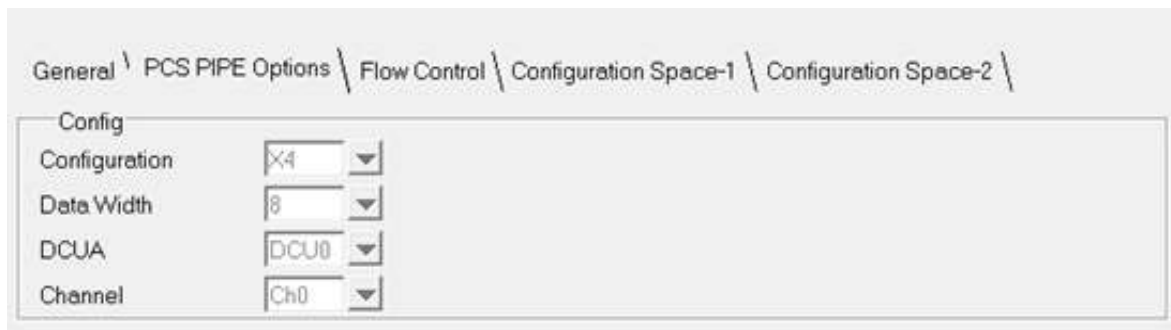 General PCS PIPE Options Flow Control Configuration Space-1 Configuration Space-2
Config
Configuration X4
Data Width 8
DCUA DCU0
Channel Ch0